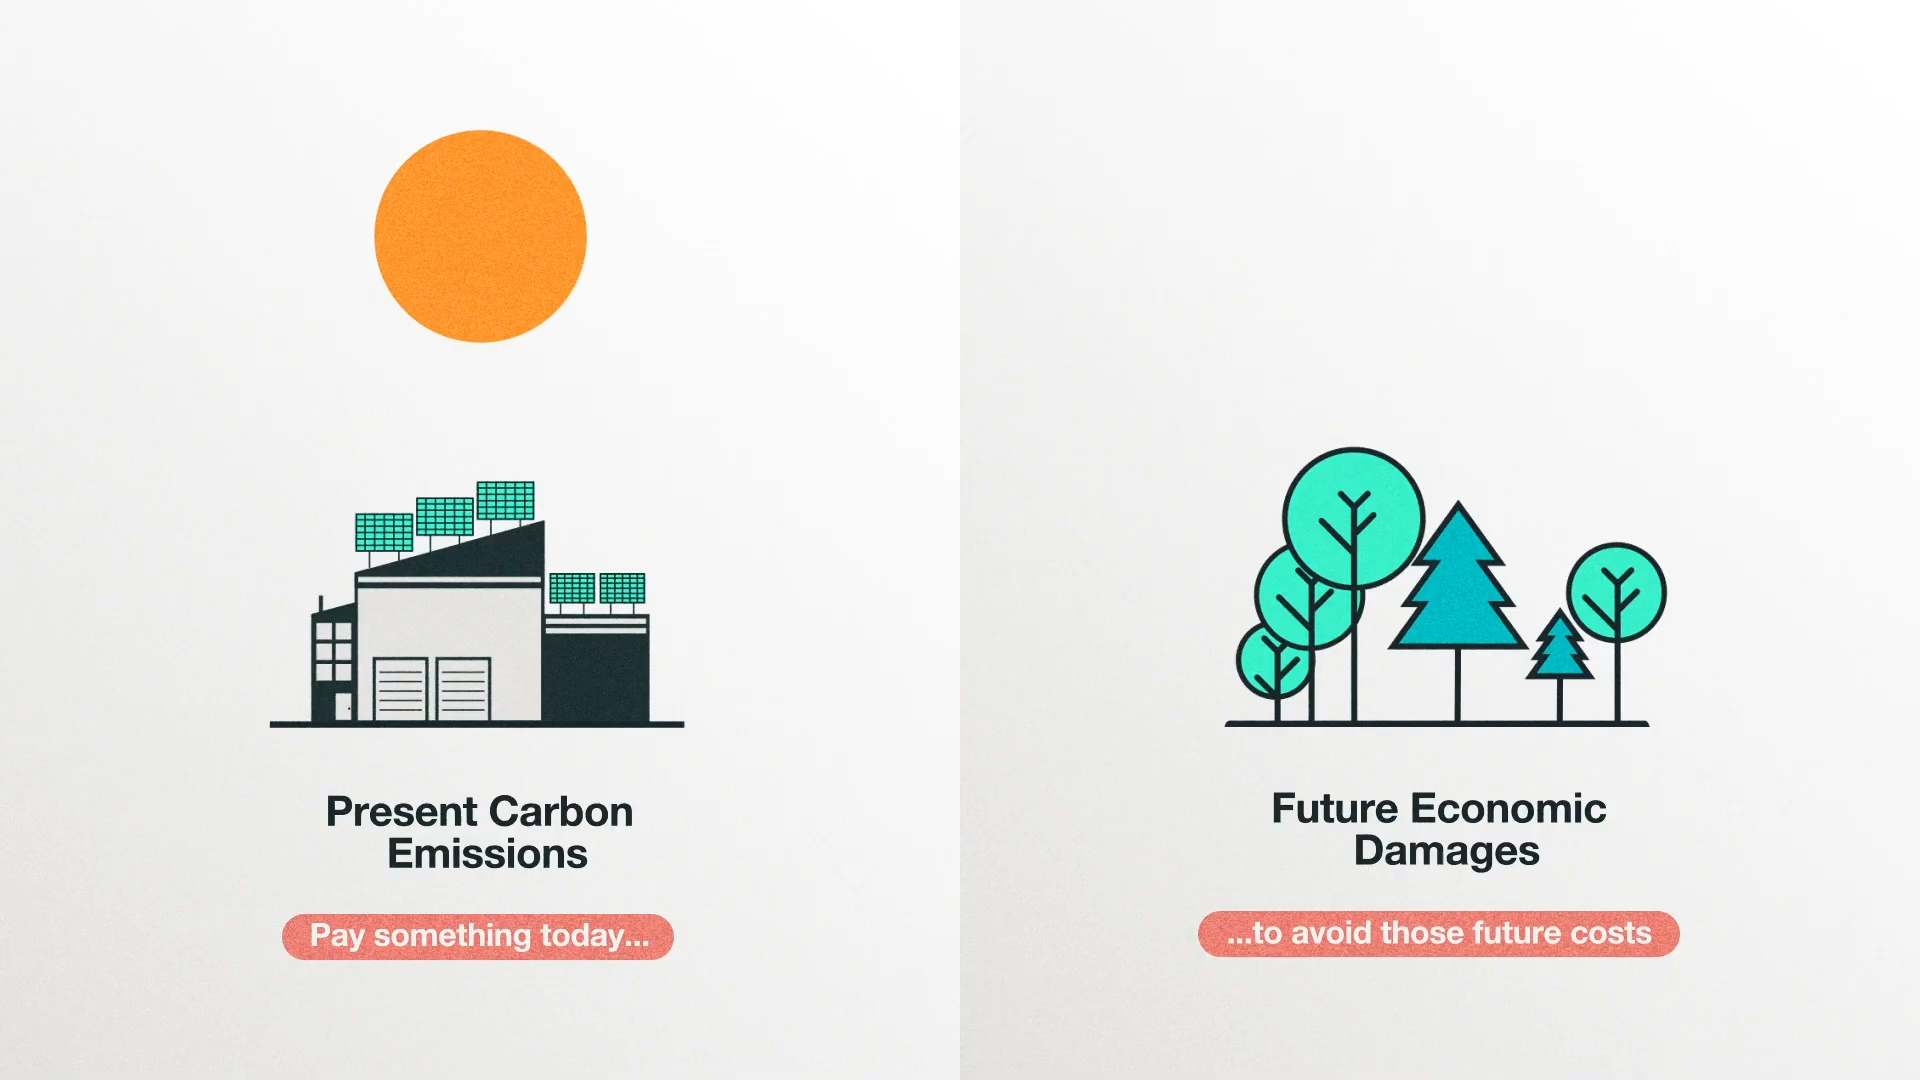 Present Carbon
Emissions
Pay something today...
Future Economic
Damages
...to avoid those future costs